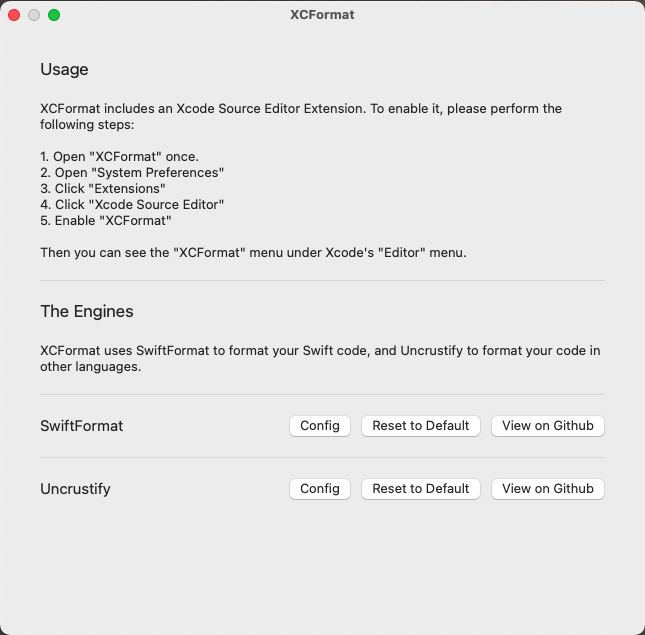 XCFormat
Usage
XCFormat includes an Xcode Source Editor Extension. To enable it, please perform the
following steps:
1. Open "XCFormat" once.
2. Open "System Preferences"
3. Click "Extensions"
4. Click "Xcode Source Editor"
5. Enable "XCFormat"
Then you can see the "XCFormat" menu under Xcode's "Editor" menu.
The Engines
XCFormat uses SwiftFormat to format your Swift code, and Uncrustify to format your code in
other languages.
SwiftFormat Config Reset to Default View on Github
Uncrustify Config Reset to Default View on Github